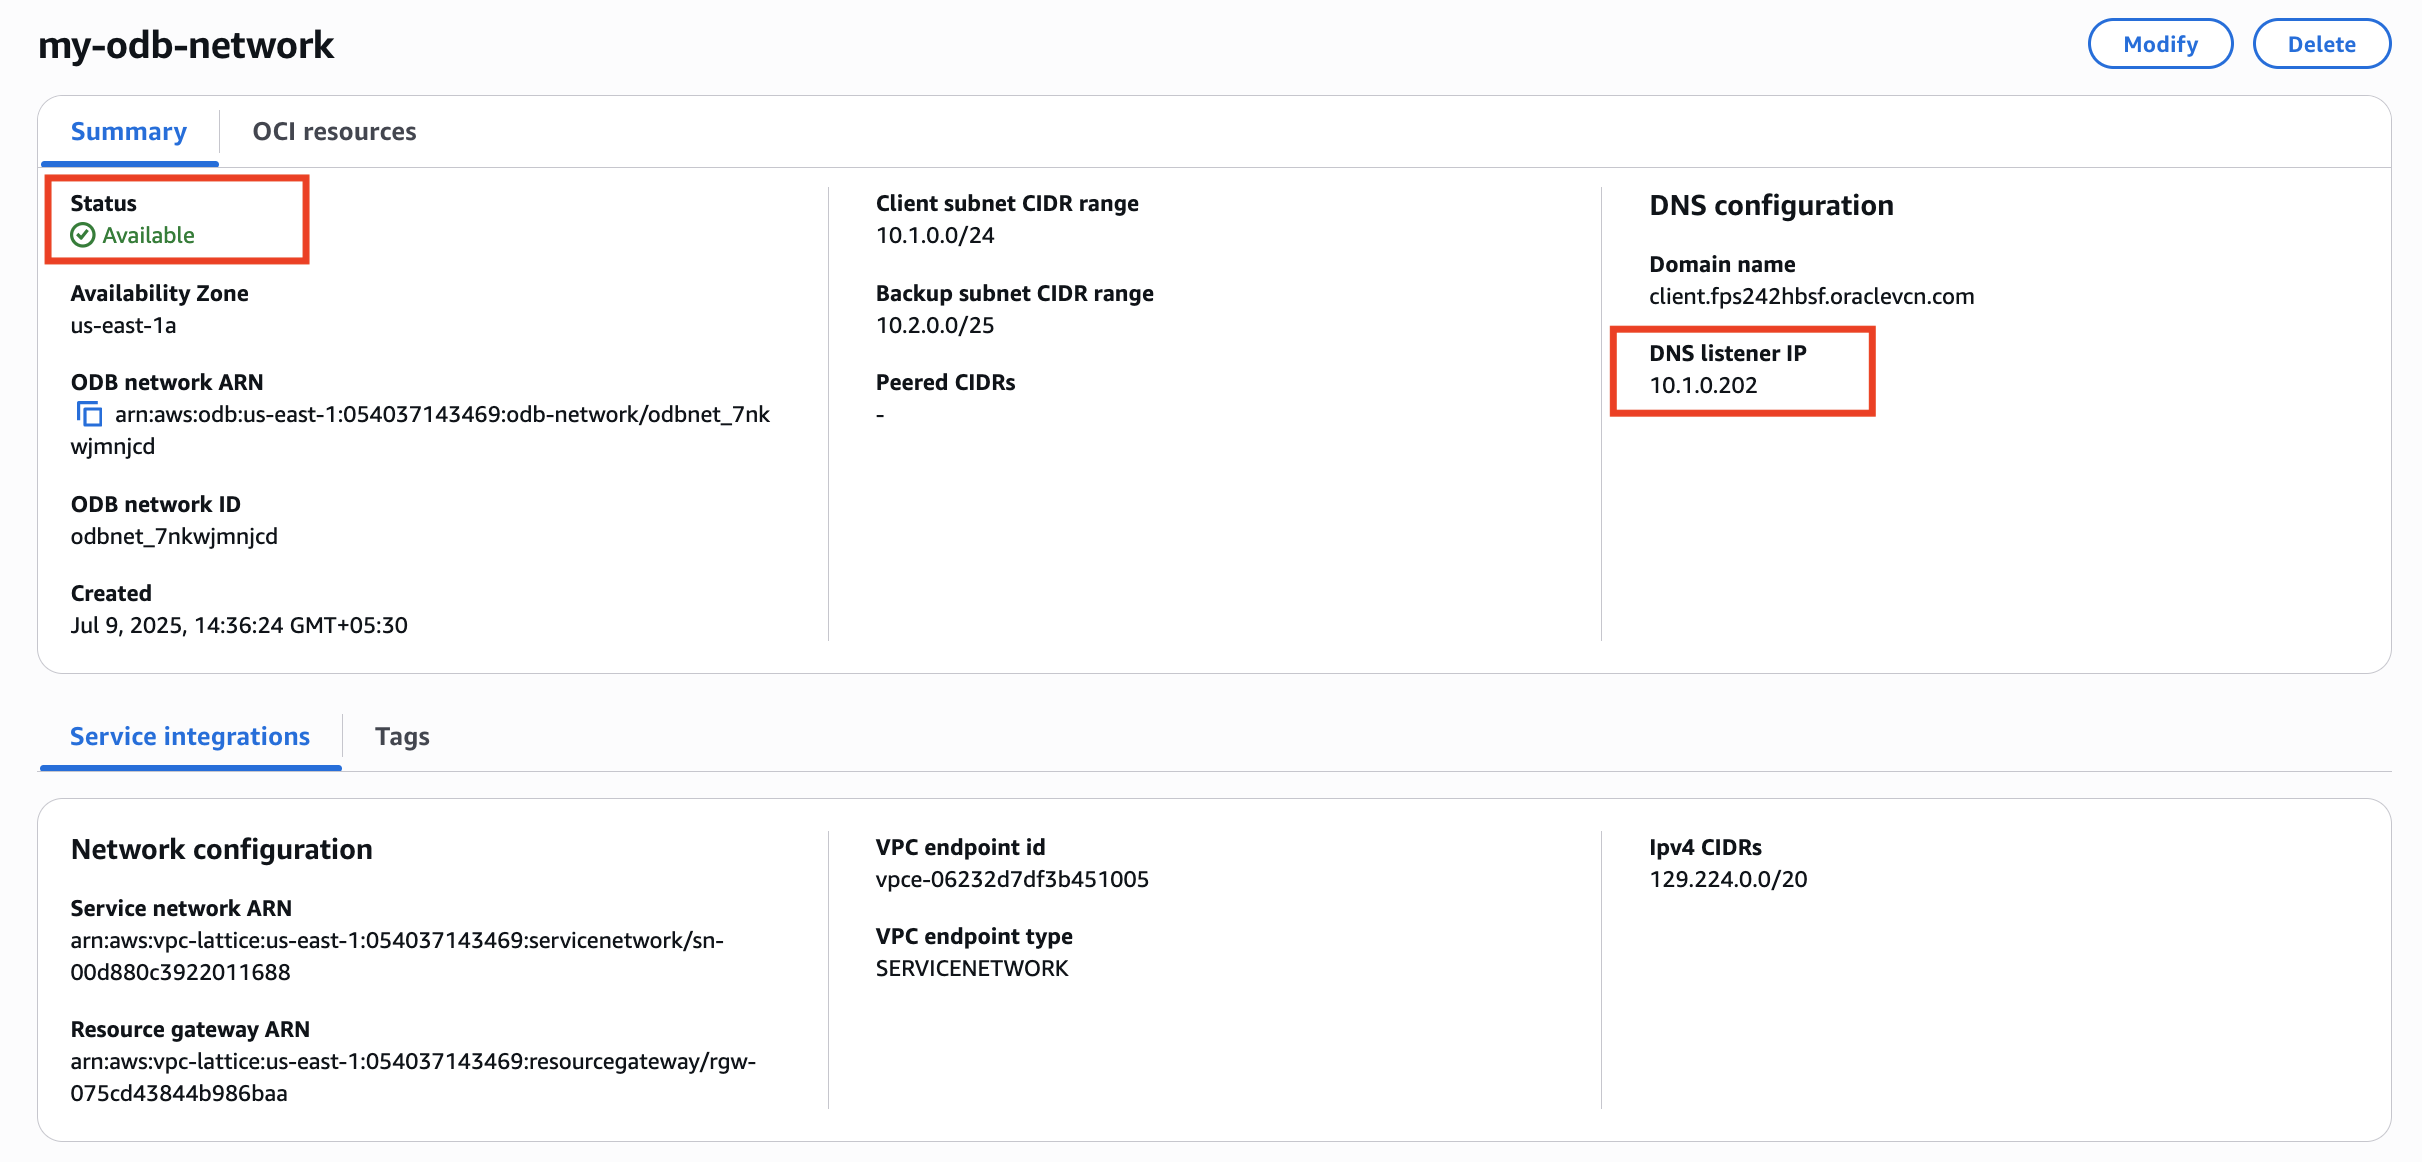 my-odb-network
Modify
Delete
Summary
OCI resources
Status
Available
Availability Zone
us-east-1a
ODB network ARN
arn:aws:odb:us-east-1:054037143469:odb-network/odbnet_7nk
wjmnjcd
ODB network ID
odbnet_7nkwjmnjcd
Created
Jul 9, 2025, 14:36:24 GMT+05:30
Client subnet CIDR range
10.1.0.0/24
Backup subnet CIDR range
10.2.0.0/25
Peered CIDRs
-
DNS configuration
Domain name
client.fps242hbsf.oraclevcn.com
DNS listener IP
10.1.0.202
Service integrations
Tags
Network configuration
Service network ARN
arn:aws:vpc-lattice:us-east-1:054037143469:servicenetwork/sn-
00d880c3922011688
Resource gateway ARN
arn:aws:vpc-lattice:us-east-1:054037143469:resourcegateway/rgw-
075cd43844b986baa
VPC endpoint id
vpce-06232d7df3b451005
VPC endpoint type
SERVICENETWORK
Ipv4 CIDRs
129.224.0.0/20